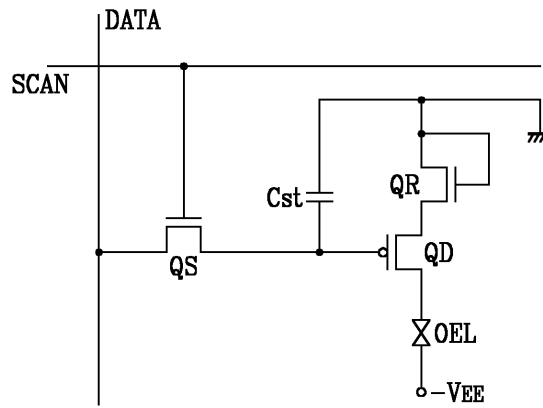 DATA
SCAN
Cst
QR
QS
QD
OEL
-VEE